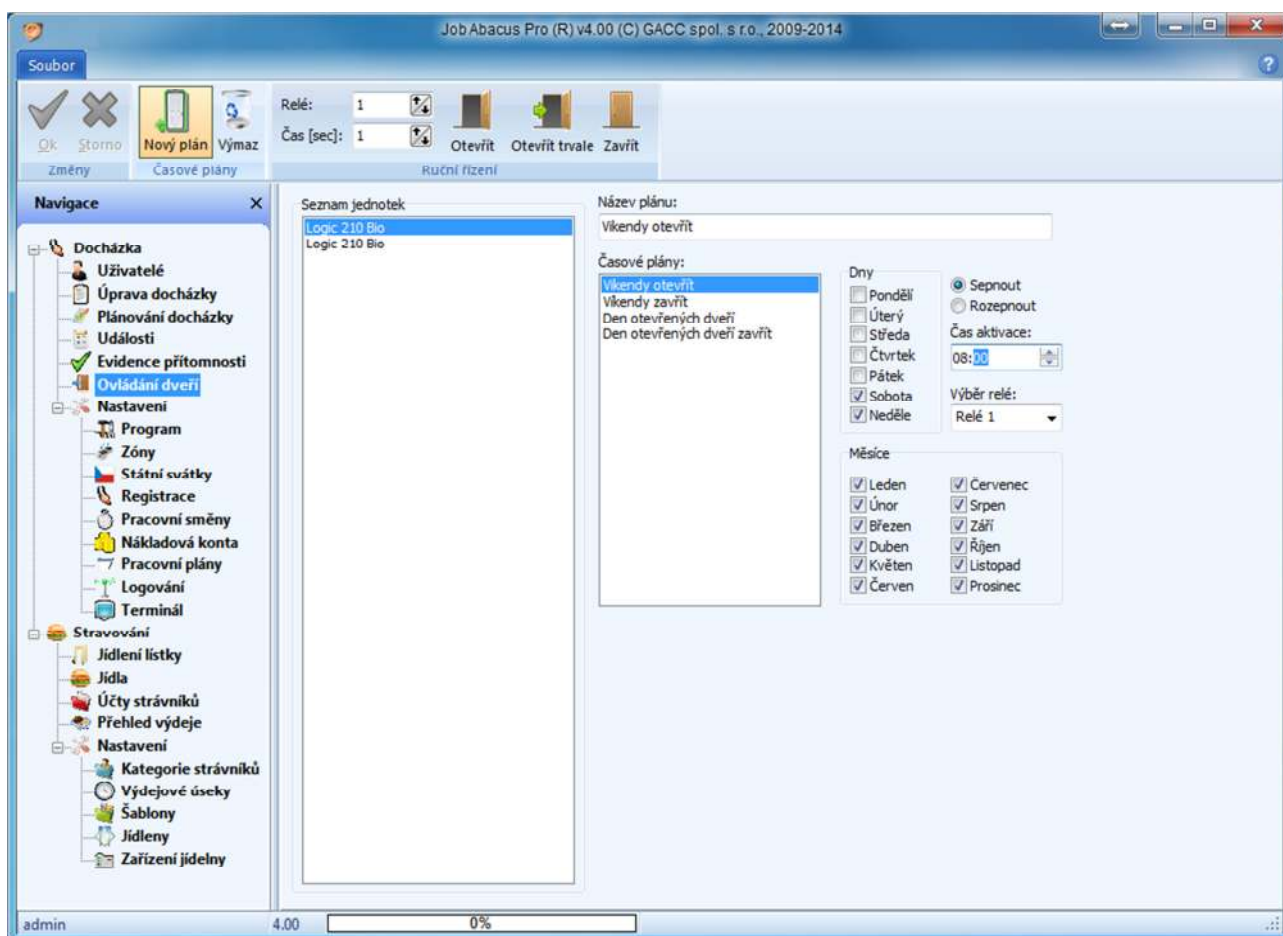 Job Abacus Pro (R) v4.00 (C) GACC spol. s r.o., 2009-2014
Soubor
Ok
Storno
Nový plán
Výmaz
Relé: 1
Čas [sec]: 1
Otevřít
Otevřít trvale
Zavřít
Změny
Časové plány
Ruční řízení
Navigace
Docházka
Uživatelé
Úprava docházky
Plánování docházky
Události
Evidence přítomnosti
Ovládání dveří
Nastavení
Program
Zóny
Státní svátky
Registrace
Pracovní směny
Nákladová konta
Pracovní plány
Logování
Terminál
Stravování
Jídlení lístky
Jídla
Účty strávníků
Přehled výdeje
Nastavení
Kategorie strávníků
Výdejové úseky
Šablony
Jídleny
Zařízení jídelny
Seznam jednotek
Logic 210 Bio
Logic 210 Bio
Název plánu:
Vikendy otevřít
Časové plány:
Vikendy otevřít
Vikendy zavřít
Den otevřených dveří
Den otevřených dveří zavřít
Dny
Pondělí
Úterý
Středa
Čtvrtek
Pátek
Sobota
Neděle
Sepnout
Rozepnout
Čas aktivace:
08:00
Výběr relé:
Relé 1
Měsíce
Leden
Únor
Březen
Duben
Květen
Červen
Červenec
Srpen
Září
Říjen
Listopad
Prosinec
admin
4.00
0%